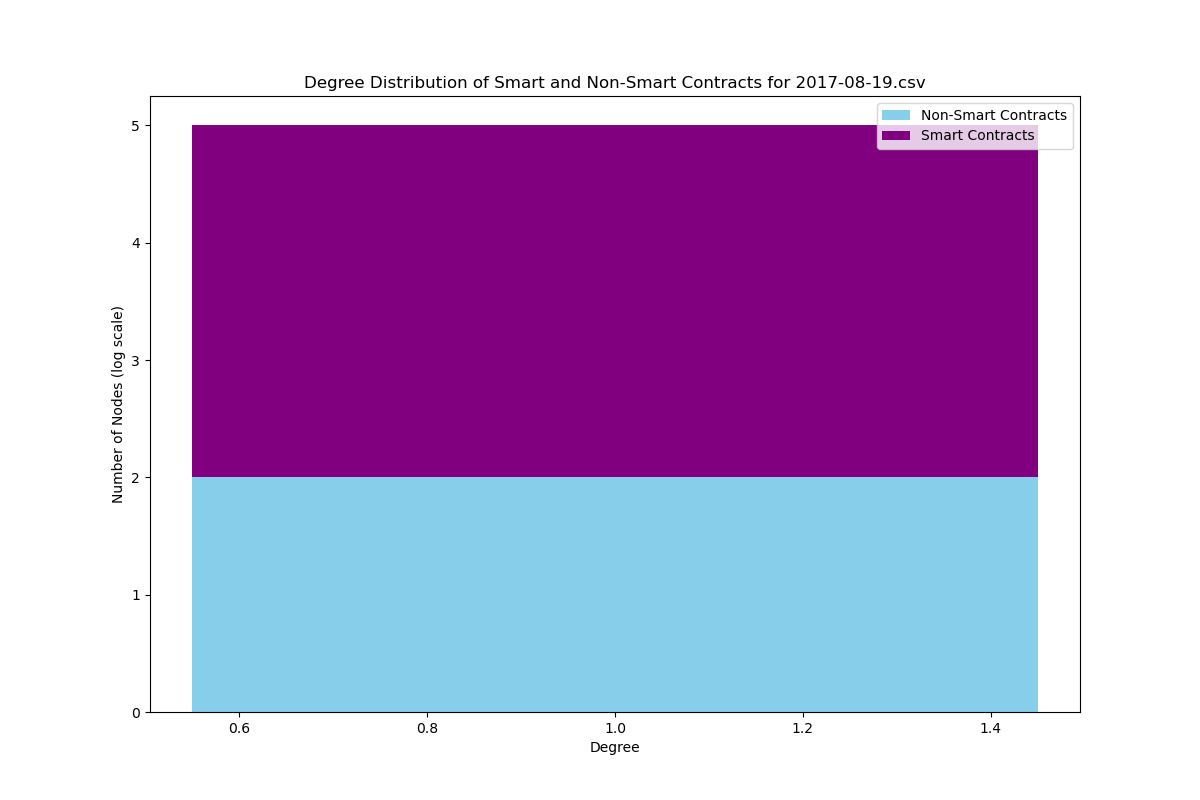 Degree Distribution of Smart and Non-Smart Contracts for 2017-08-19.csv
Non-Smart Contracts
Smart Contracts
5
4
3
2
1
0
Number of Nodes (log scale)
0.6 0.8 1.0 1.2 1.4
Degree